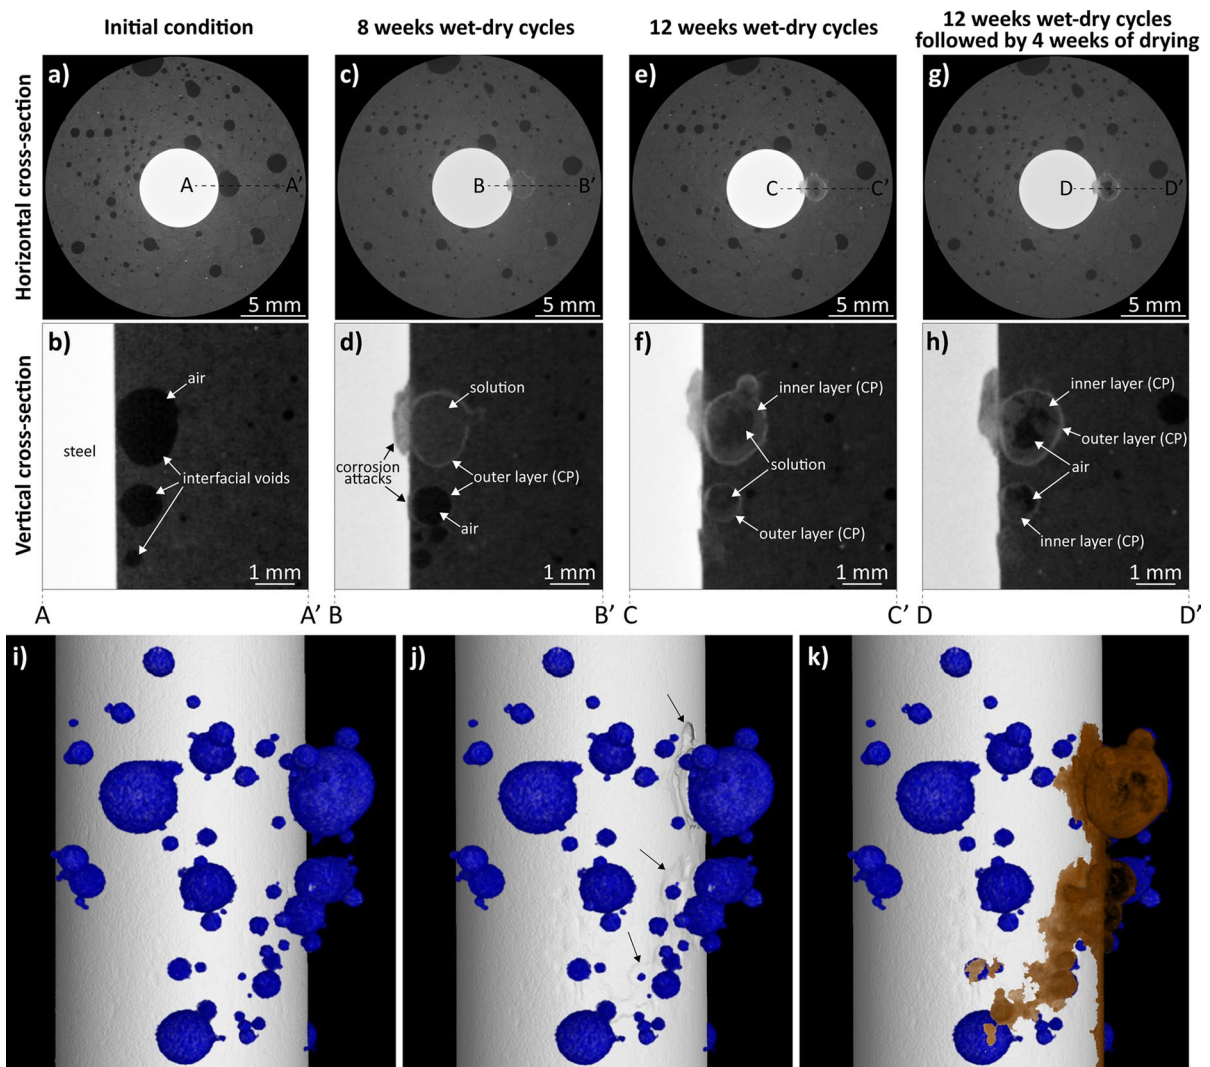 Initial condition
8 weeks wet-dry cycles
12 weeks wet-dry cycles
12 weeks wet-dry cycles
followed by 4 weeks of drying
Horizontal cross-section
a)
A
A’
5 mm
c)
B
B’
5 mm
e)
C
C’
5 mm
g)
D
D’
5 mm
Vertical cross-section
b)
air
steel
interfacial voids
1 mm
d)
solution
corrosion
attacks
outer layer (CP)
air
1 mm
f)
inner layer (CP)
solution
outer layer (CP)
1 mm
h)
inner layer (CP)
outer layer (CP)
air
inner layer (CP)
1 mm
A
A’
B
B’
C
C’
D
D’
i)
j)
k)